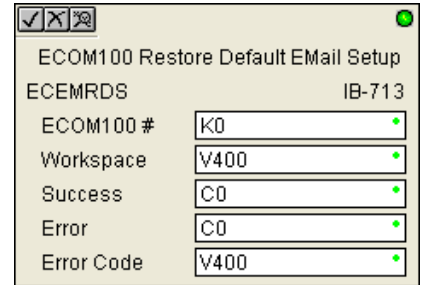 ECOM100 Restore Default EMail Setup
ECEMRDS IB-713
ECOM100 # K0
Workspace V400
Success C0
Error C0
Error Code V400